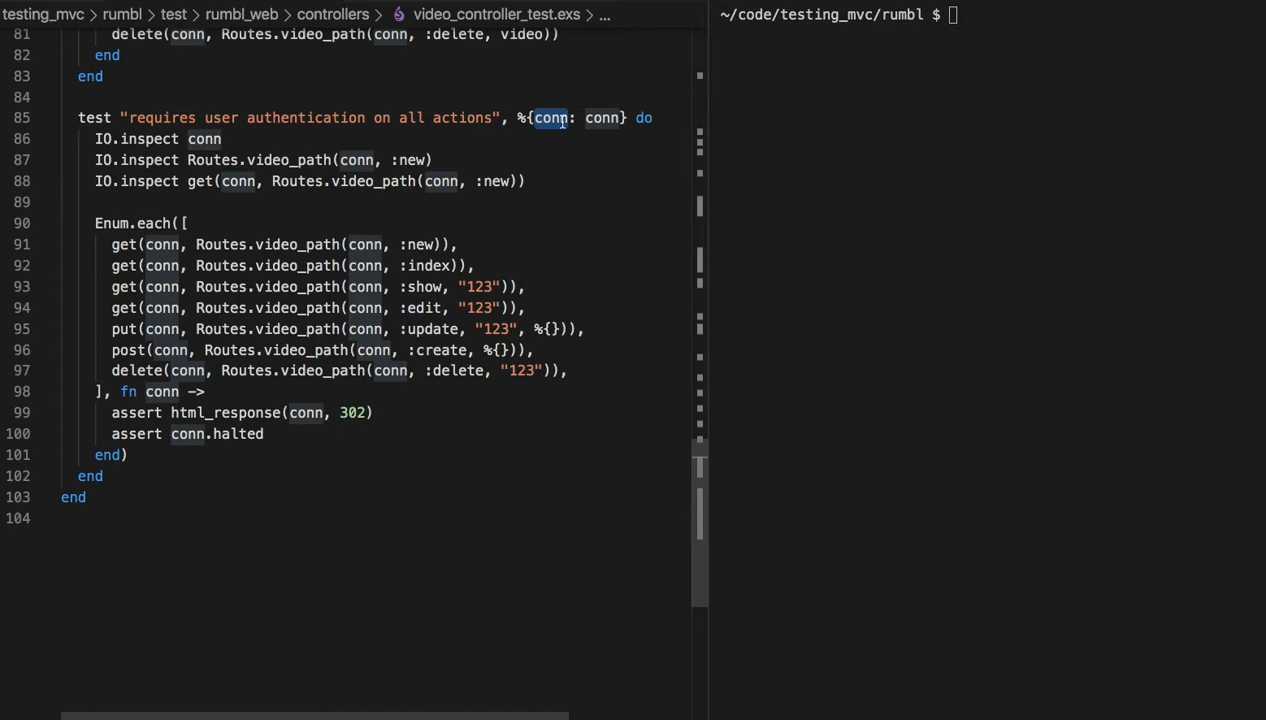 testing_mvc > rumbl > test > rumbl_web > controllers > video_controller_test.exs > ...
81 delete(conn, Routes.video_path(conn, :delete, video))
82 end
83 end
84
85 test "requires user authentication on all actions", %{conn: conn} do
86 IO.inspect conn
87 IO.inspect Routes.video_path(conn, :new)
88 IO.inspect get(conn, Routes.video_path(conn, :new))
89
90 Enum.each([
91 get(conn, Routes.video_path(conn, :new)),
92 get(conn, Routes.video_path(conn, :index)),
93 get(conn, Routes.video_path(conn, :show, "123")),
94 get(conn, Routes.video_path(conn, :edit, "123")),
95 put(conn, Routes.video_path(conn, :update, "123", %{})),
96 post(conn, Routes.video_path(conn, :create, %{})),
97 delete(conn, Routes.video_path(conn, :delete, "123")),
98 ], fn conn ->
99 assert html_response(conn, 302)
100 assert conn.halted
101 end)
102 end
103 end
104
~/code/testing_mvc/rumbl $